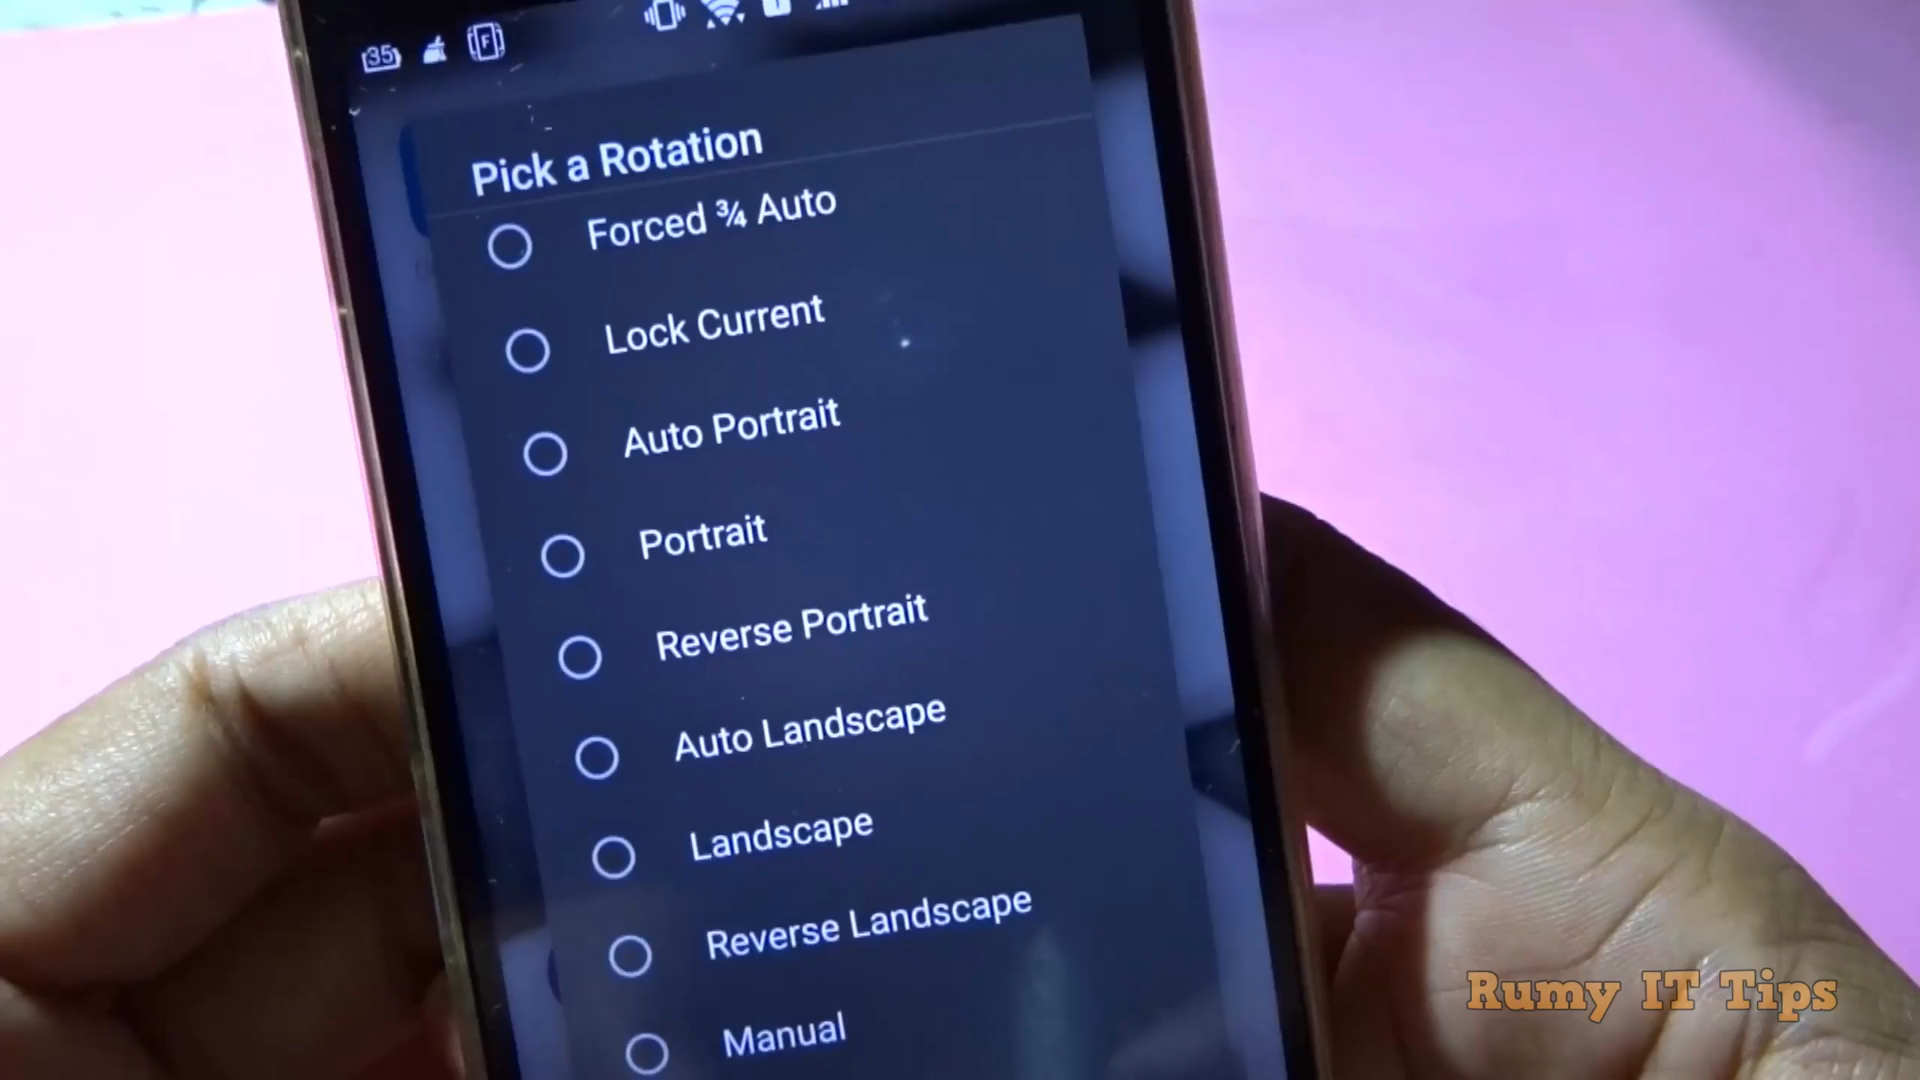 35
F
Pick a Rotation
Forced ¾ Auto
Lock Current
Auto Portrait
Portrait
Reverse Portrait
Auto Landscape
Landscape
Reverse Landscape
Manual
Rumy IT Tips